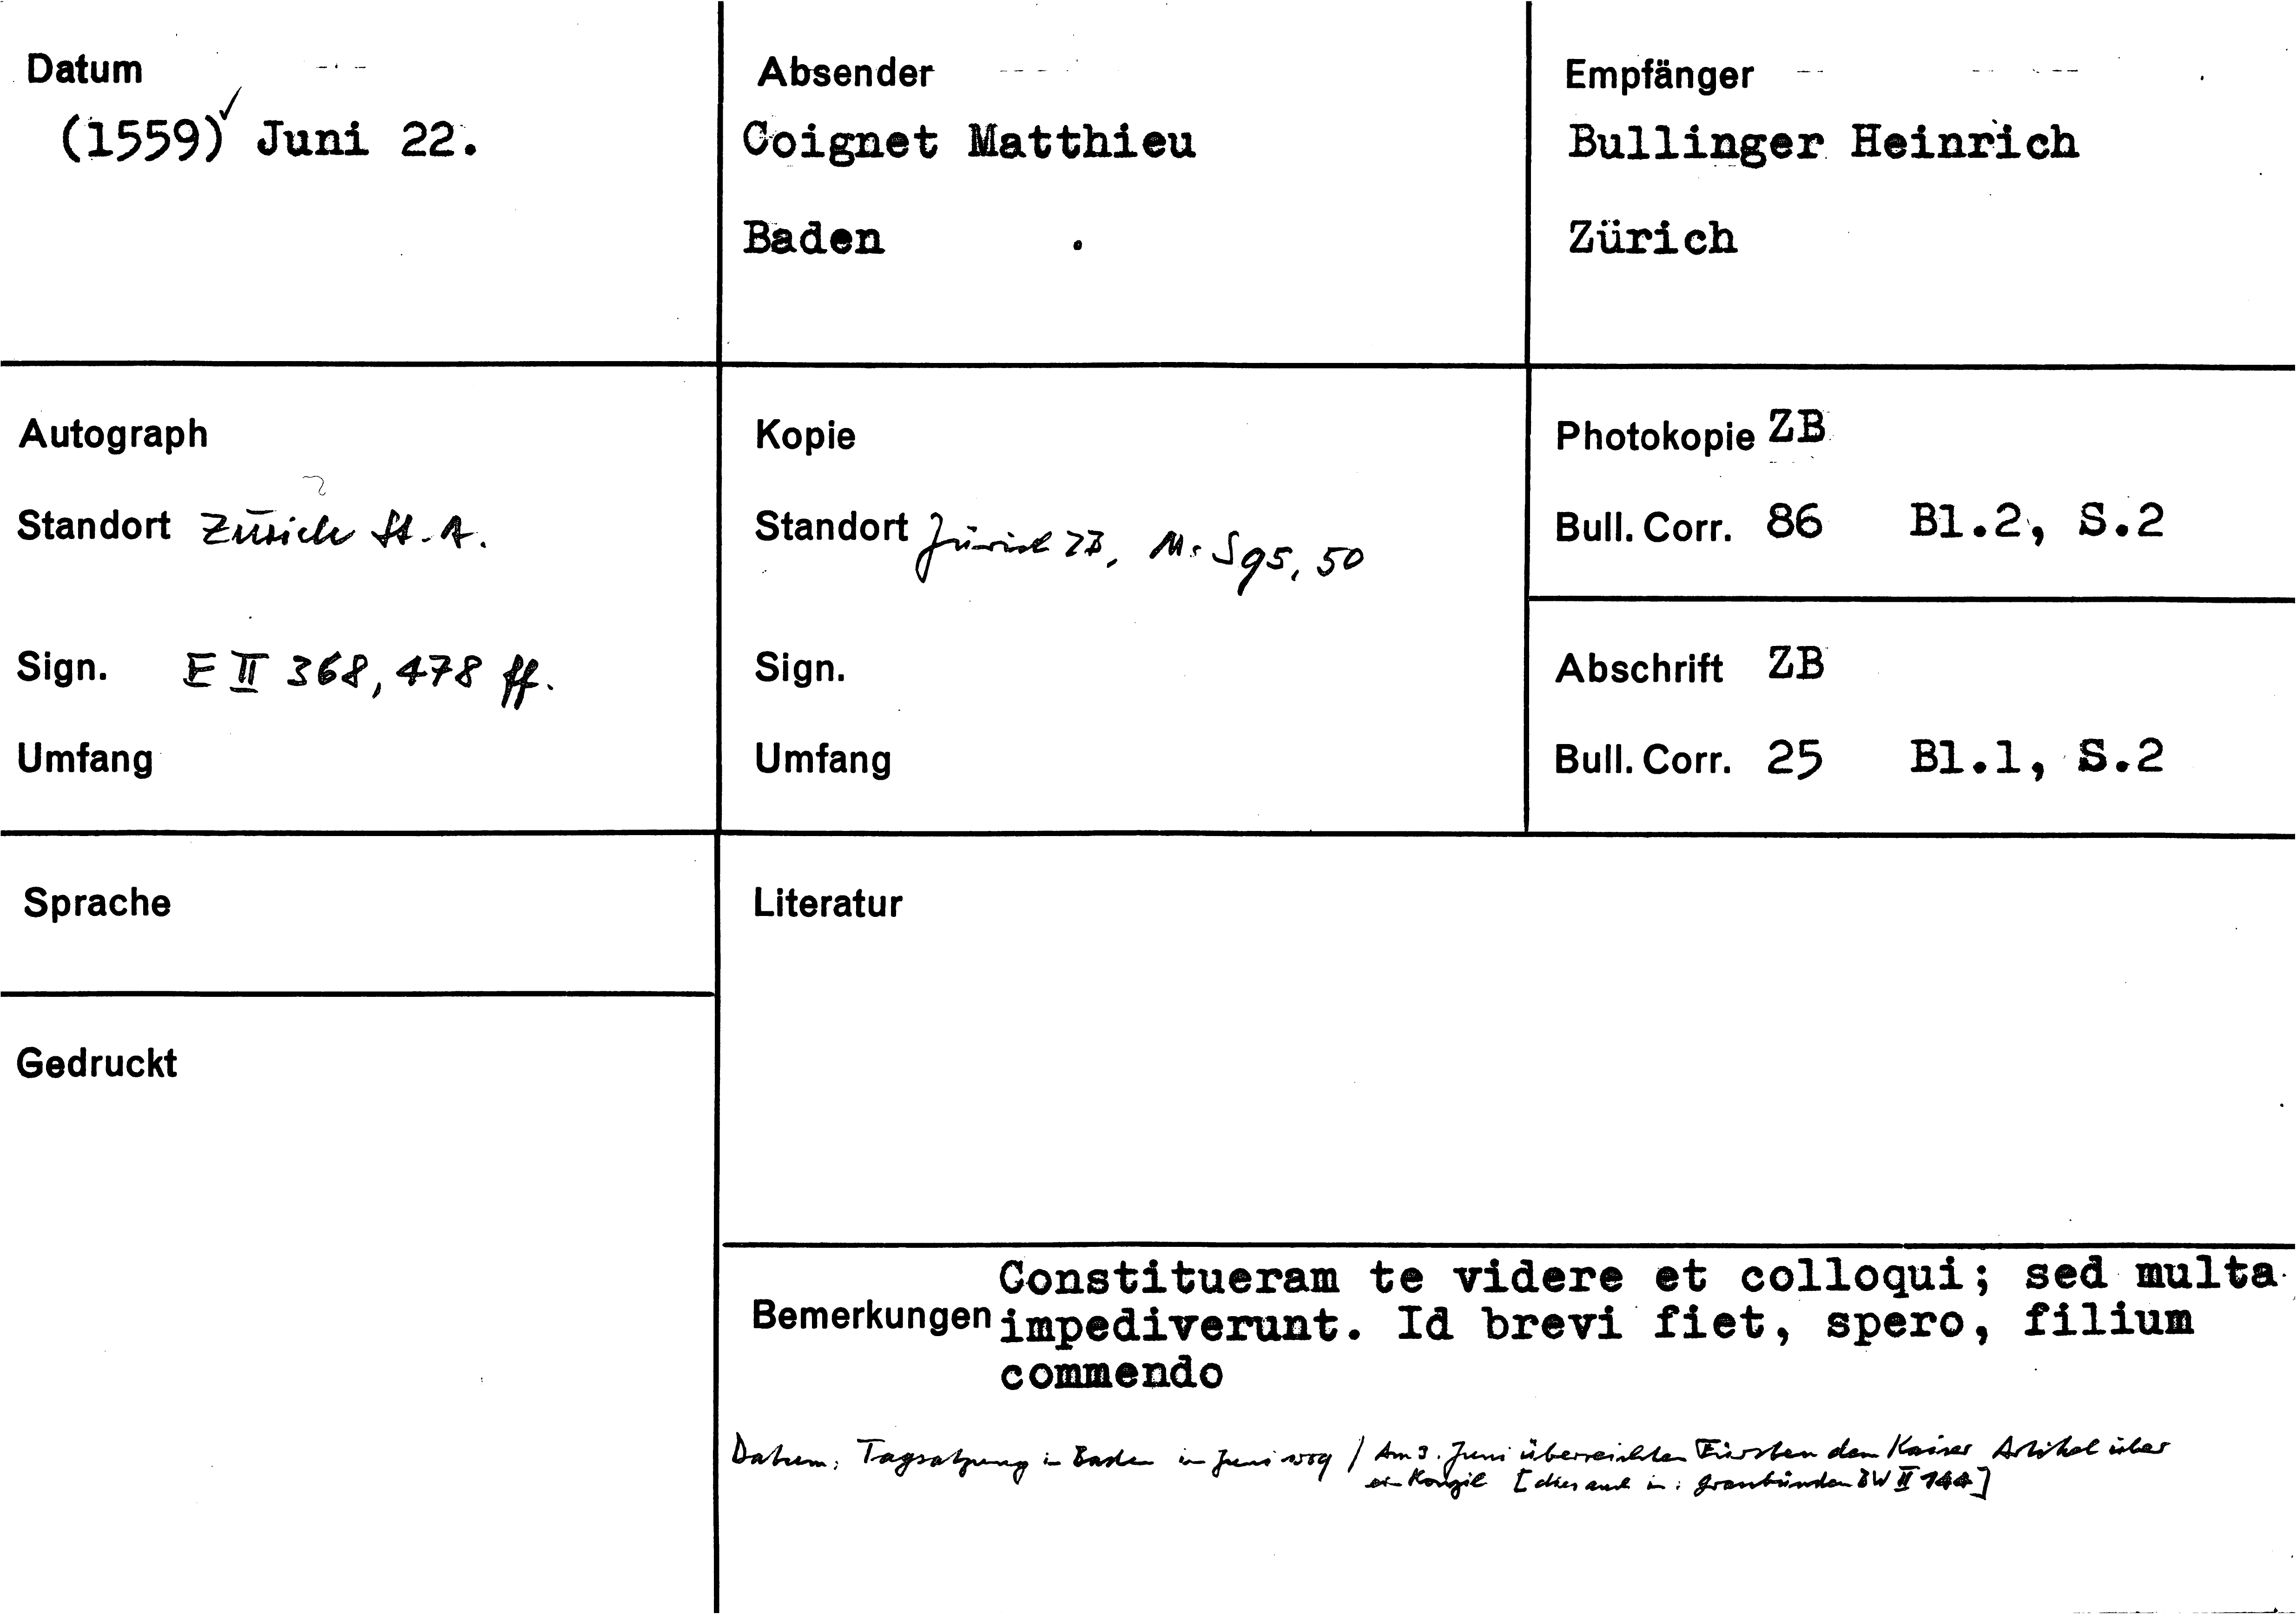 Datum
(1559) Juni 22.
Absender
Coignet Matthieu
Baden
Empfänger
Bullinger Heinrich
Zürich
Autograph
Standort Zürich St.A.
Sign. E II 368, 478 ff.
Umfang
Kopie
Standort Zürich ZB, Ms S 95, 50
Sign.
Umfang
Photokopie ZB
Bull. Corr. 86 Bl.2, S.2
Abschrift ZB
Bull. Corr. 25 Bl.1, S.2
Sprache
Gedruckt
Literatur
Bemerkungen
Constitueram te videre et colloqui; sed multa
impediverunt. Id brevi fiet, spero, filium
commendo
Datum: Tagsatzung in Baden im Juni 1559 / Am 3. Juni überreichten Fürsten dem Kaiser Artikel über
ein Konzil [dies auch in: Graubünden BW II 144]